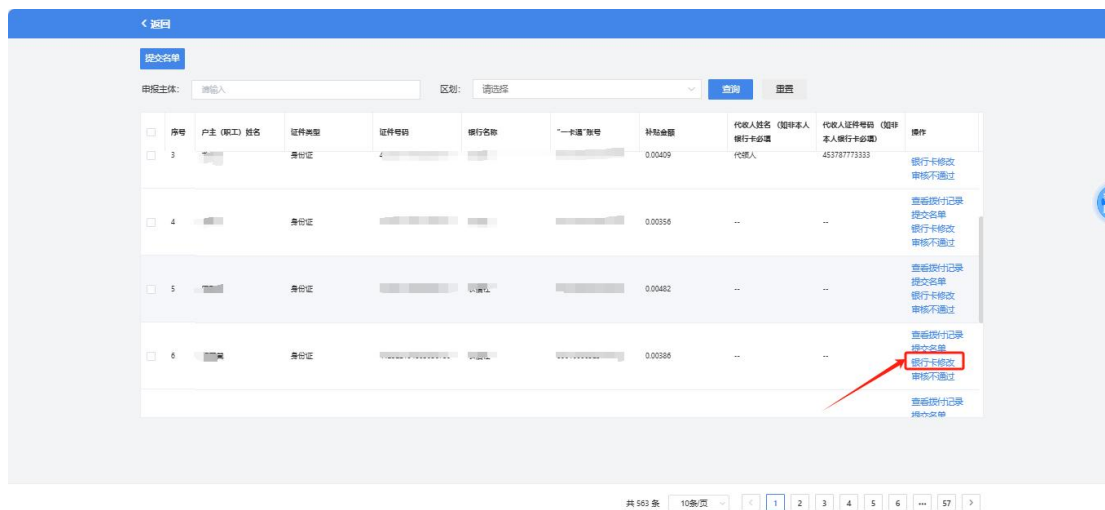 < 返回
提交名单
申报主体: 请输入 区划: 请选择 查询 重置
序号 户主（职工）姓名 证件类型 证件号码 银行名称 "一卡通"账号 补贴金额 代收人姓名（如非本人银行卡必填 代收人证件号码（如非本人银行卡必填） 操作
3 身份证 0.00409 代领人 453787773333
银行卡修改
审核不通过
查看拨付记录
提交名单
4 身份证 0.00356 -- --
银行卡修改
审核不通过
查看拨付记录
提交名单
5 身份证 0.00482 -- --
银行卡修改
审核不通过
查看拨付记录
提交名单
6 身份证 0.00386 -- --
银行卡修改
审核不通过
查看拨付记录
提交名单
共 563 条 10条/页 < 1 2 3 4 5 6 ••• 57 >